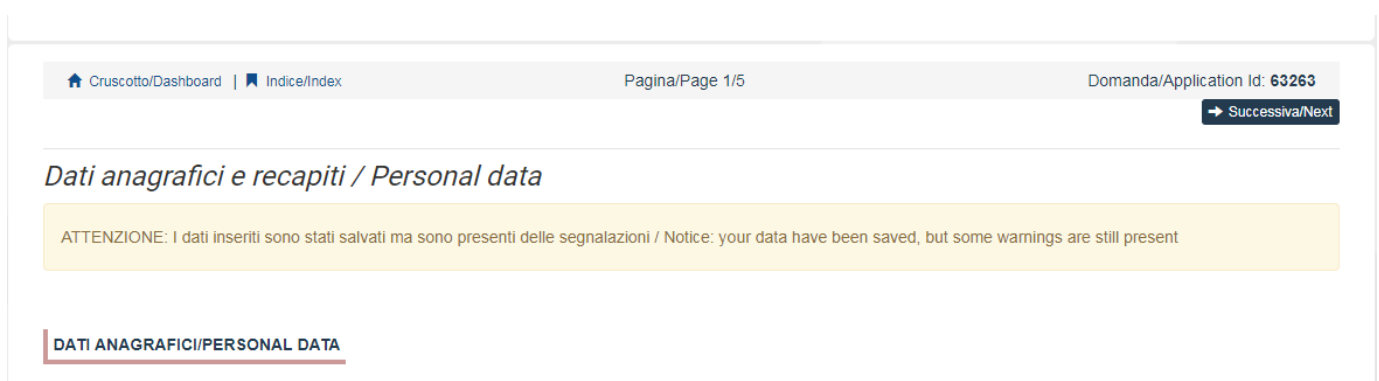 Cruscotto/Dashboard | Indice/Index Pagina/Page 1/5 Domanda/Application Id: 63263
Successiva/Next
Dati anagrafici e recapiti / Personal data
ATTENZIONE: I dati inseriti sono stati salvati ma sono presenti delle segnalazioni / Notice: your data have been saved, but some warnings are still present
DATI ANAGRAFICI/PERSONAL DATA